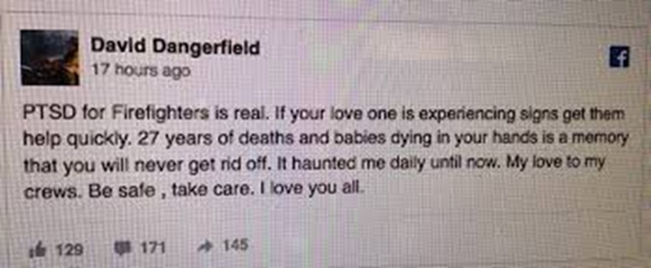 David Dangerfield
17 hours ago
f
PTSD for Firefighters is real. If your love one is experiencing signs get them
help quickly. 27 years of deaths and babies dying in your hands is a memory
that you will never get rid off. It haunted me daily until now. My love to my
crews. Be safe , take care. I love you all.
129 171 145